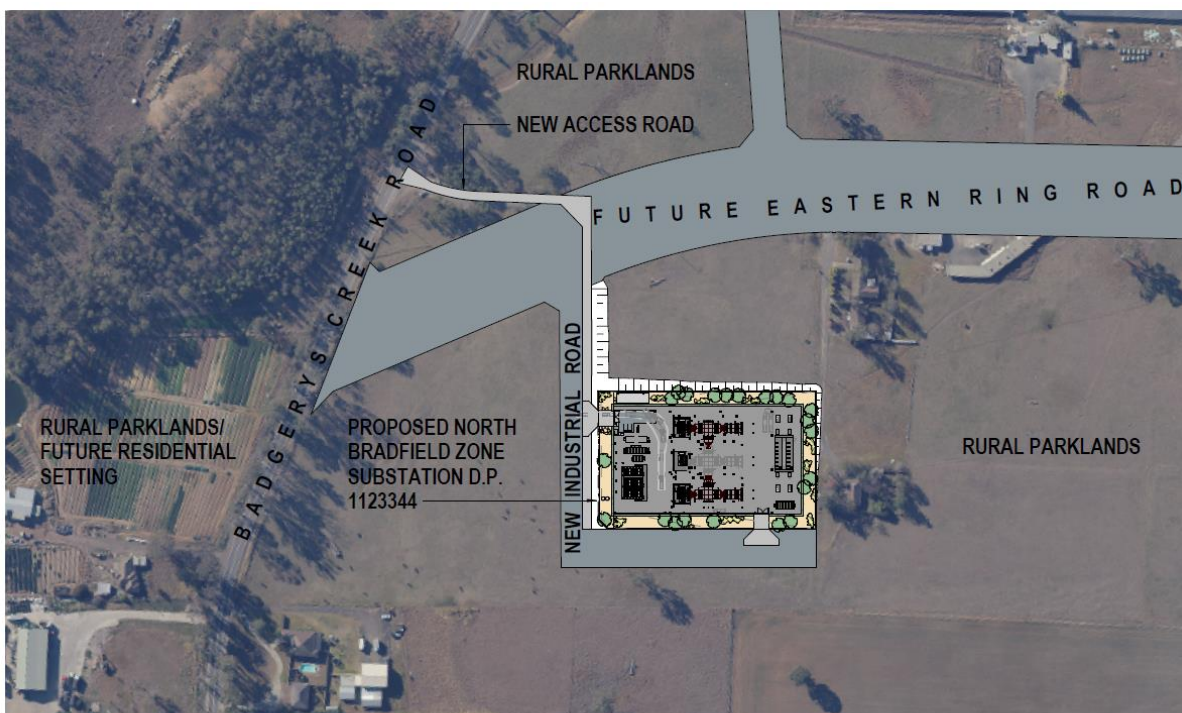 RURAL PARKLANDS
NEW ACCESS ROAD
BADGERYS CREEK ROAD
FUTURE EASTERN RING ROAD
NEW INDUSTRIAL ROAD
RURAL PARKLANDS/
FUTURE RESIDENTIAL
SETTING
PROPOSED NORTH
BRADFIELD ZONE
SUBSTATION D.P.
1123344
RURAL PARKLANDS